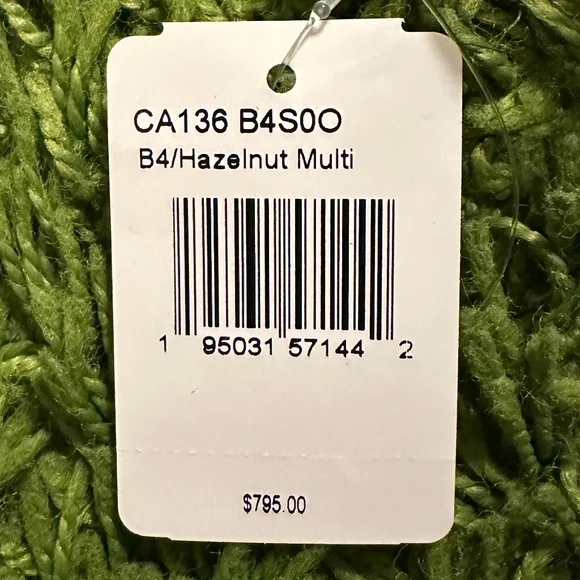 CA136 B4S0O
B4/Hazelnut Multi
1 95031 57144 2
$795.00